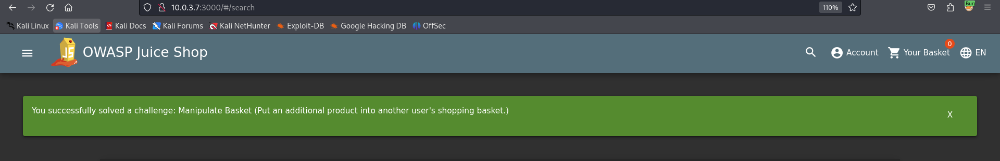 10.0.3.7:3000/#/search
110%
Kali Linux Kali Tools Kali Docs Kali Forums Kali NetHunter Exploit-DB Google Hacking DB OffSec
JS OWASP Juice Shop Account Your Basket 0 EN
You successfully solved a challenge: Manipulate Basket (Put an additional product into another user's shopping basket.)
X